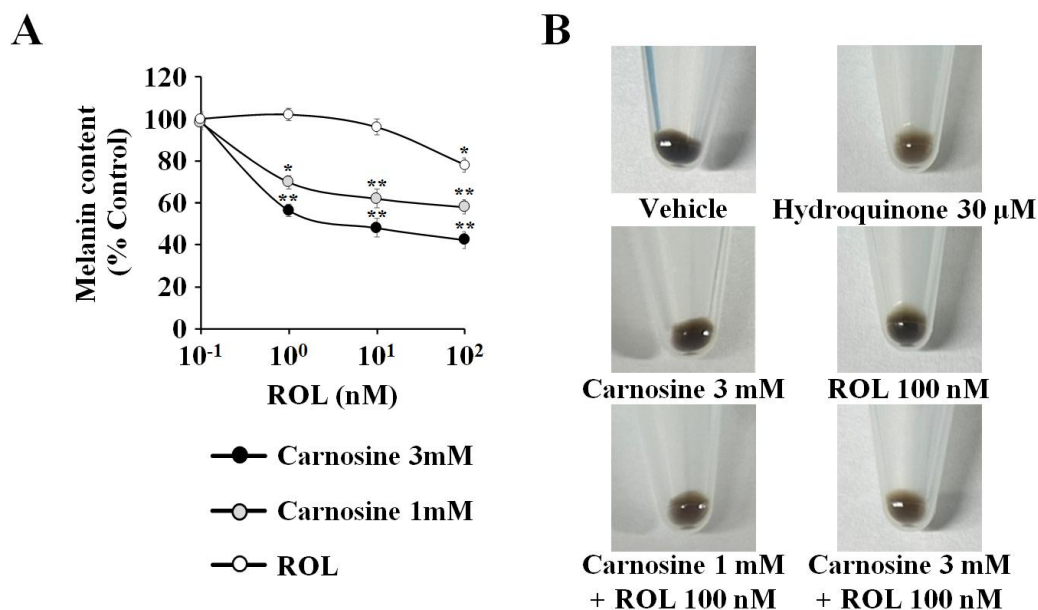 A
B
Melanin content
(% Control)
120
100
80
60
40
20
0
*
*
**
**
**
**
**
10-1
10⁰
10¹
10²
ROL (nM)
Carnosine 3mM
Carnosine 1mM
ROL
Vehicle
Hydroquinone 30 μM
Carnosine 3 mM
ROL 100 nM
Carnosine 1 mM
+ ROL 100 nM
Carnosine 3 mM
+ ROL 100 nM